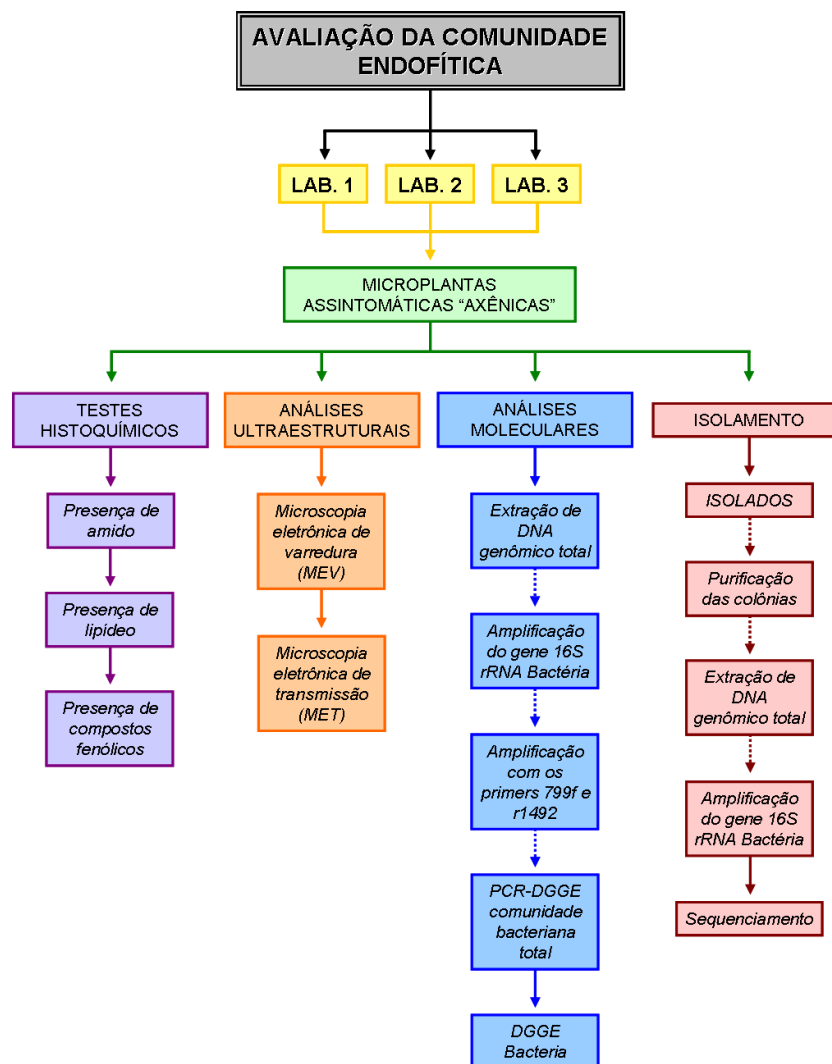 AVALIAÇÃO DA COMUNIDADE
ENDOFÍTICA
LAB. 1
LAB. 2
LAB. 3
MICROPLANTAS
ASSINTOMÁTICAS “AXÊNICAS”
TESTES
HISTOQUÍMICOS
Presença de
amido
Presença de
lipídeo
Presença de
compostos
fenólicos
ANÁLISES
ULTRAESTRUTURAIS
Microscopia
eletrônica de
varredura
(MEV)
Microscopia
eletrônica de
transmissão
(MET)
ANÁLISES
MOLECULARES
Extração de
DNA
genômico total
Amplificação
do gene 16S
rRNA Bactéria
Amplificação
com os
primers 799f e
r1492
PCR-DGGE
comunidade
bacteriana
total
DGGE
Bacteria
ISOLAMENTO
ISOLADOS
Purificação
das colônias
Extração de
DNA
genômico total
Amplificação
do gene 16S
rRNA Bactéria
Sequenciamento